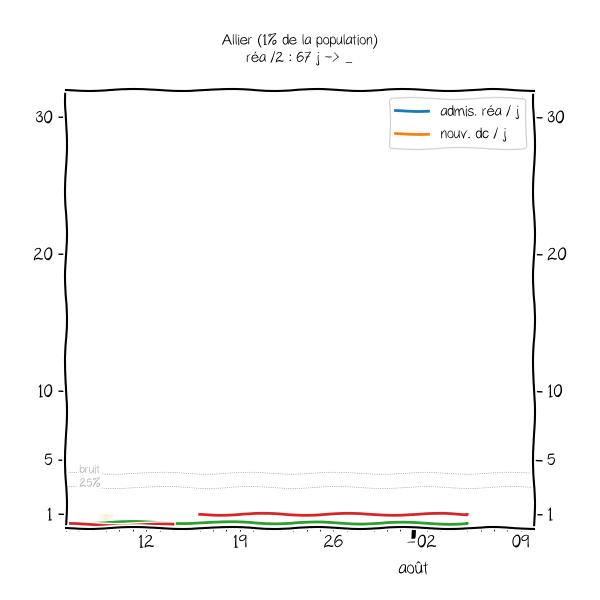 Allier (1% de la population)
réa /2 : 67 j -> _
admis. réa / j
nouv. dc / j
30
30
20
20
10
10
5
5
bruit
25%
1
1
12
19
26
02
09
août